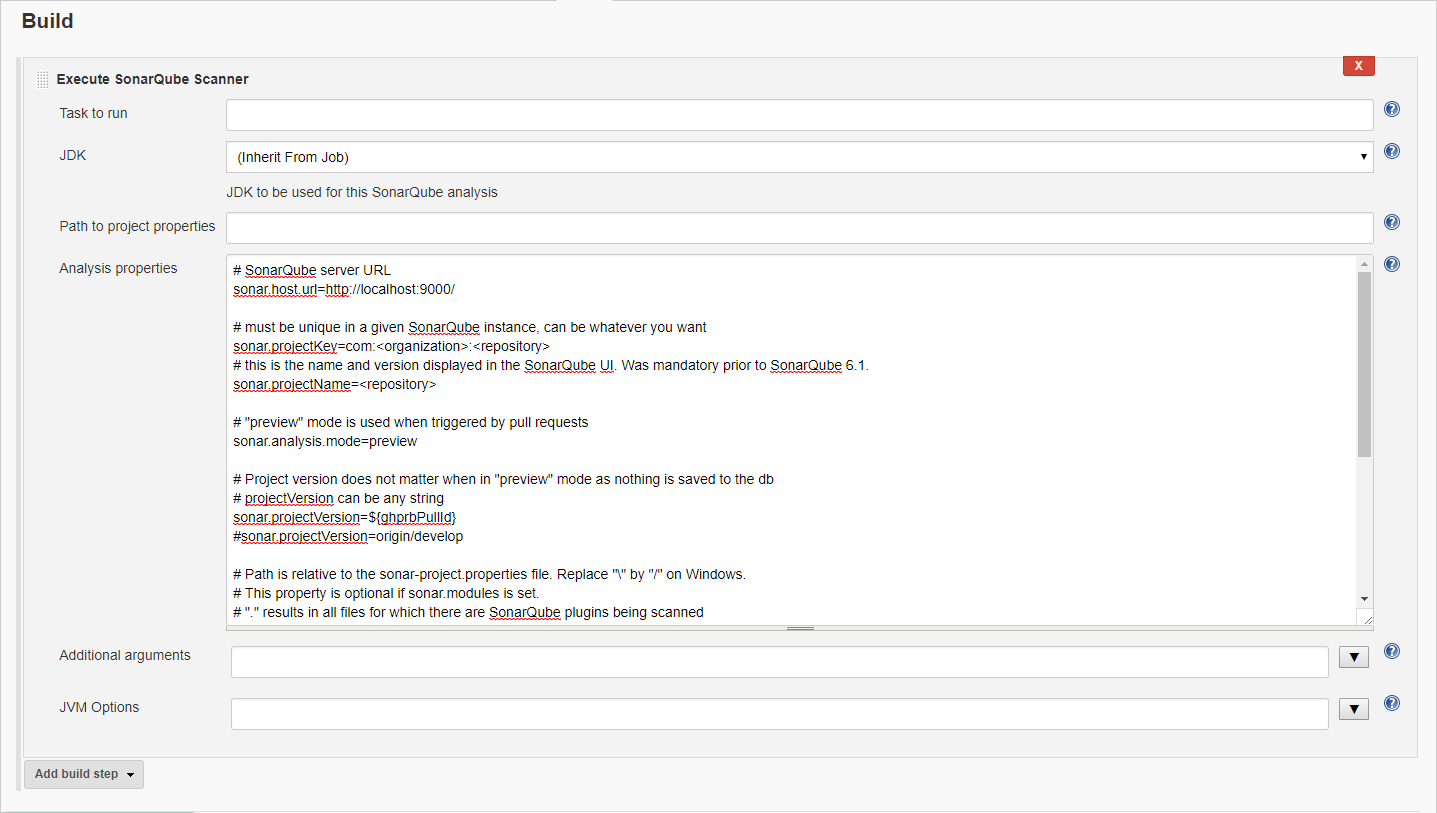 Build
Execute SonarQube Scanner
X
Task to run
JDK
(Inherit From Job)
JDK to be used for this SonarQube analysis
Path to project properties
Analysis properties
# SonarQube server URL
sonar.host.url=http://localhost:9000/
# must be unique in a given SonarQube instance, can be whatever you want
sonar.projectKey=com:<organization>:<repository>
# this is the name and version displayed in the SonarQube UI. Was mandatory prior to SonarQube 6.1.
sonar.projectName=<repository>
# "preview" mode is used when triggered by pull requests
sonar.analysis.mode=preview
# Project version does not matter when in "preview" mode as nothing is saved to the db
# projectVersion can be any string
sonar.projectVersion=${ghprbPullId}
#sonar.projectVersion=origin/develop
# Path is relative to the sonar-project.properties file. Replace "\" by "/" on Windows.
# This property is optional if sonar.modules is set.
# "." results in all files for which there are SonarQube plugins being scanned
Additional arguments
JVM Options
Add build step